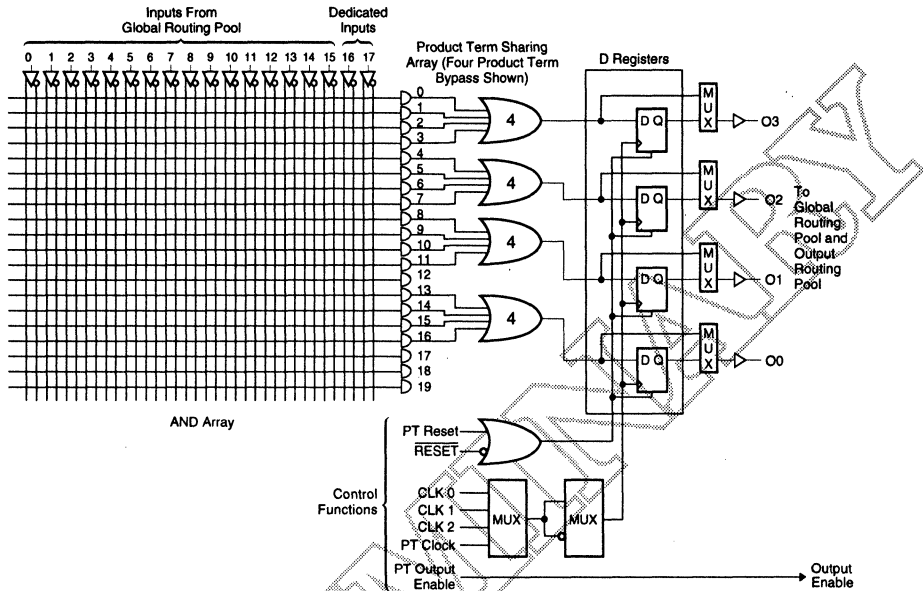 Inputs From
Global Routing Pool
Dedicated
Inputs
0 1 2 3 4 5 6 7 8 9 10 11 12 13 14 15 16 17
Product Term Sharing
Array (Four Product Term
Bypass Shown)
D Registers
0
1
2
3
4
5
6
7
8
9
10
11
12
13
14
15
16
17
18
19
4
4
4
4
D Q
D Q
D Q
D Q
MUX
MUX
MUX
MUX
O3
O2
O1
O0
To
Global
Routing
Pool and
Output
Routing
Pool
AND Array
Control
Functions
PT Reset
RESET
CLK 0
CLK 1
CLK 2
PT Clock
MUX
MUX
PT Output
Enable
Output
Enable